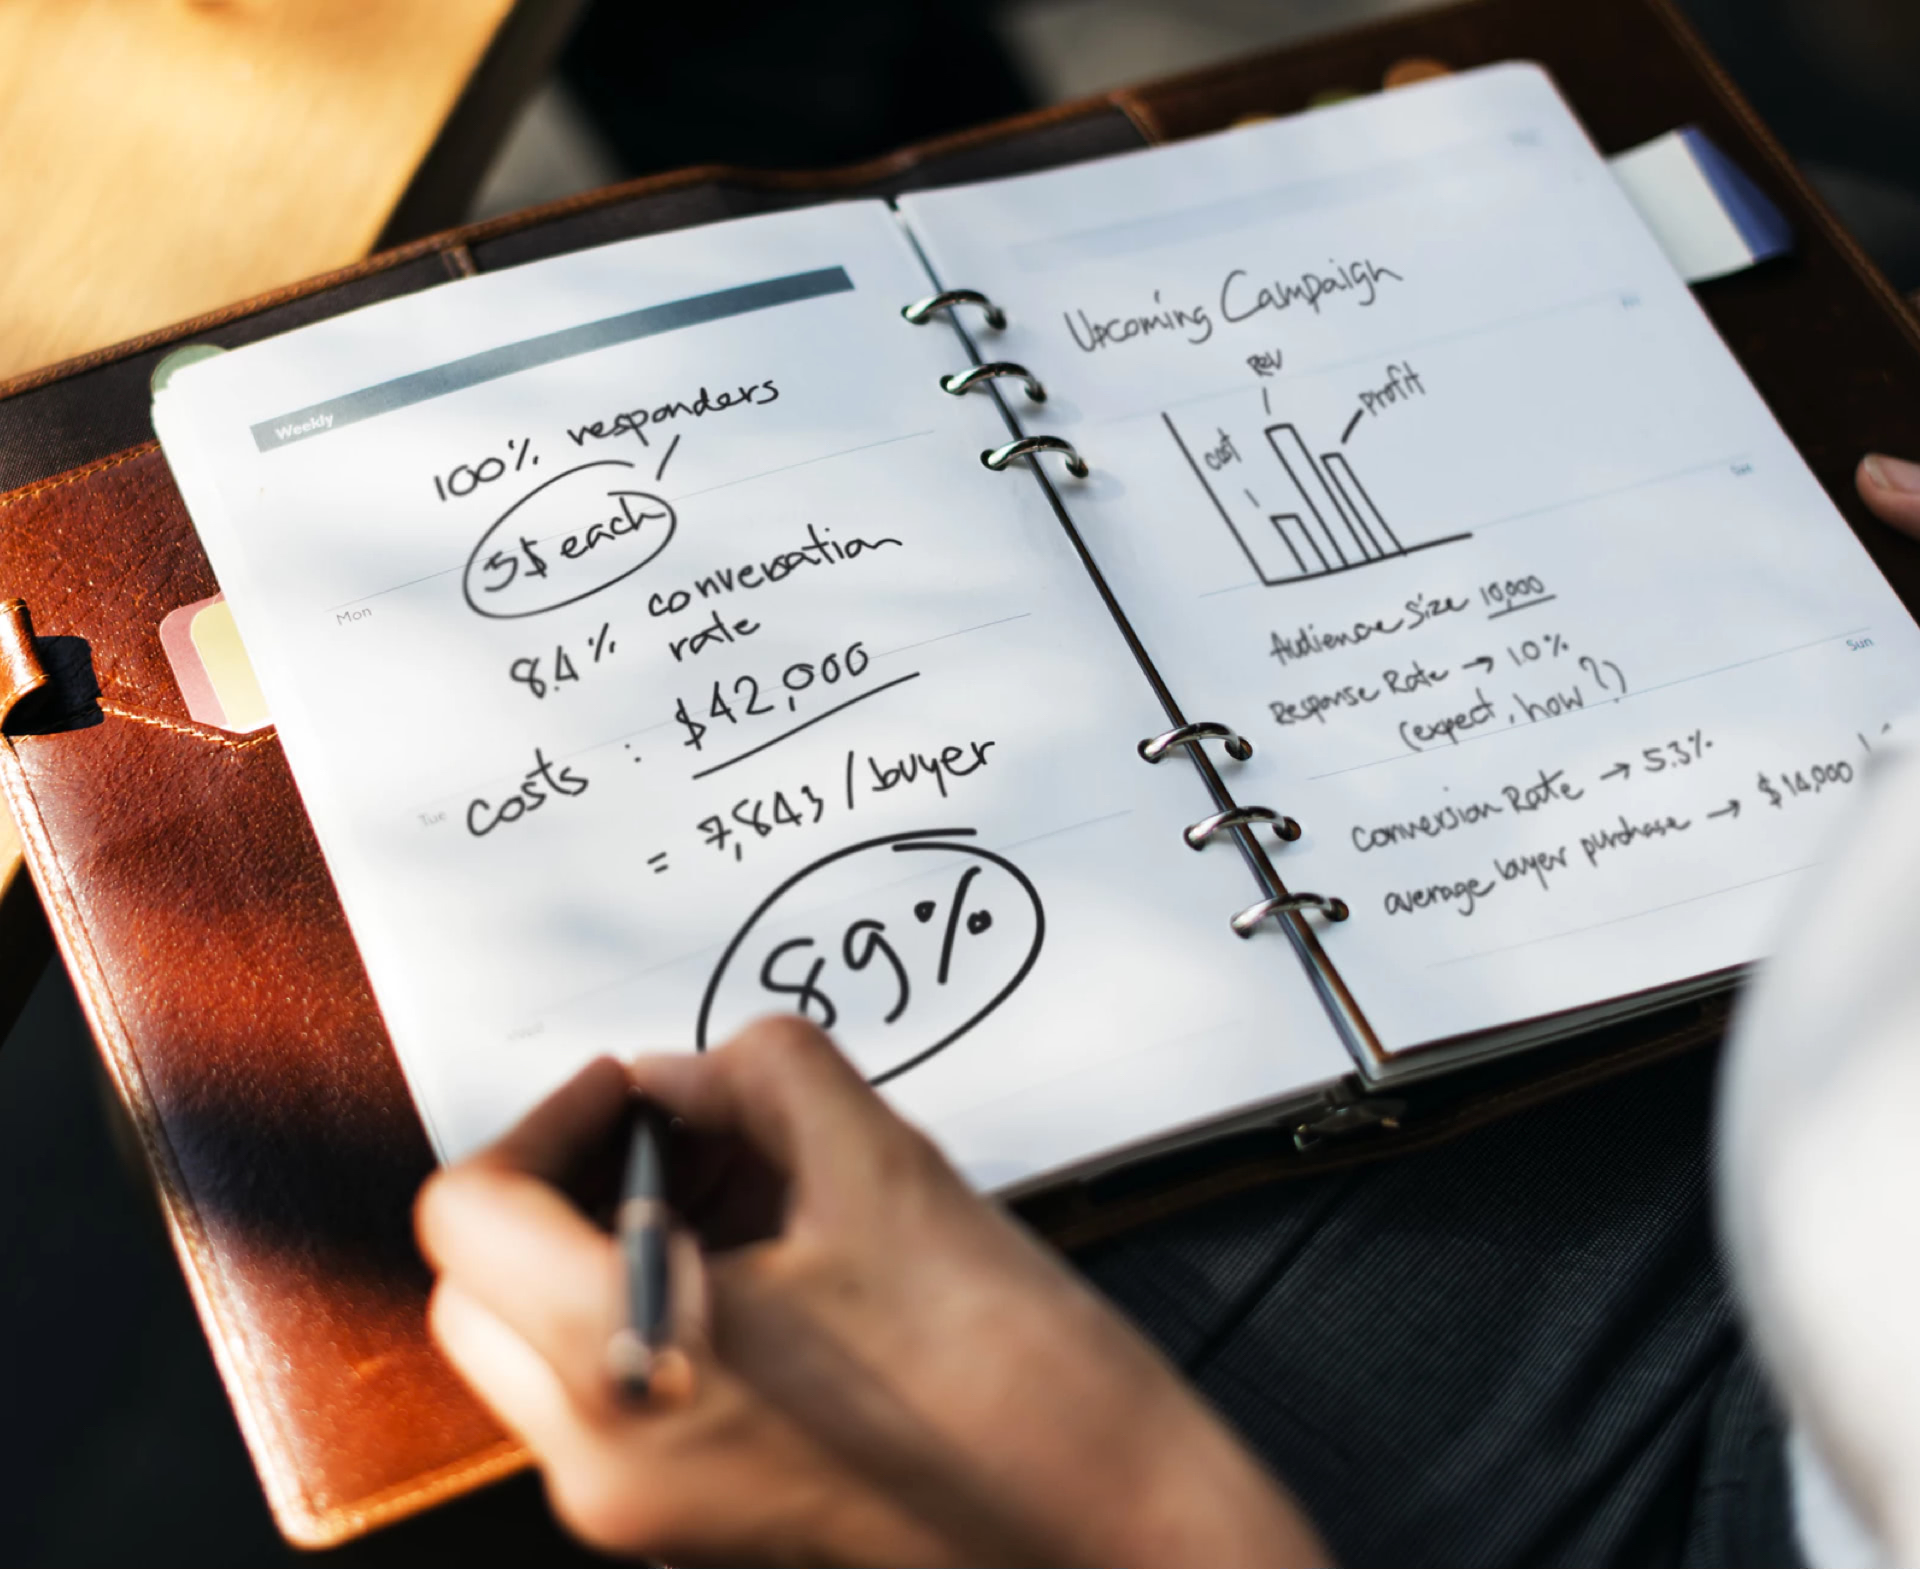 Weekly
100% responders
5$ each
Mon
8.4% conversation
rate
Tue
costs : $42,000
= 7,843 / buyer
89%
Upcoming Campaign
Rev
Profit
cost
Audience Size 10,000
Response Rate → 1.0%
(expect, how?)
Sun
Conversion Rate → 5.3%
average buyer purchase → $14,000